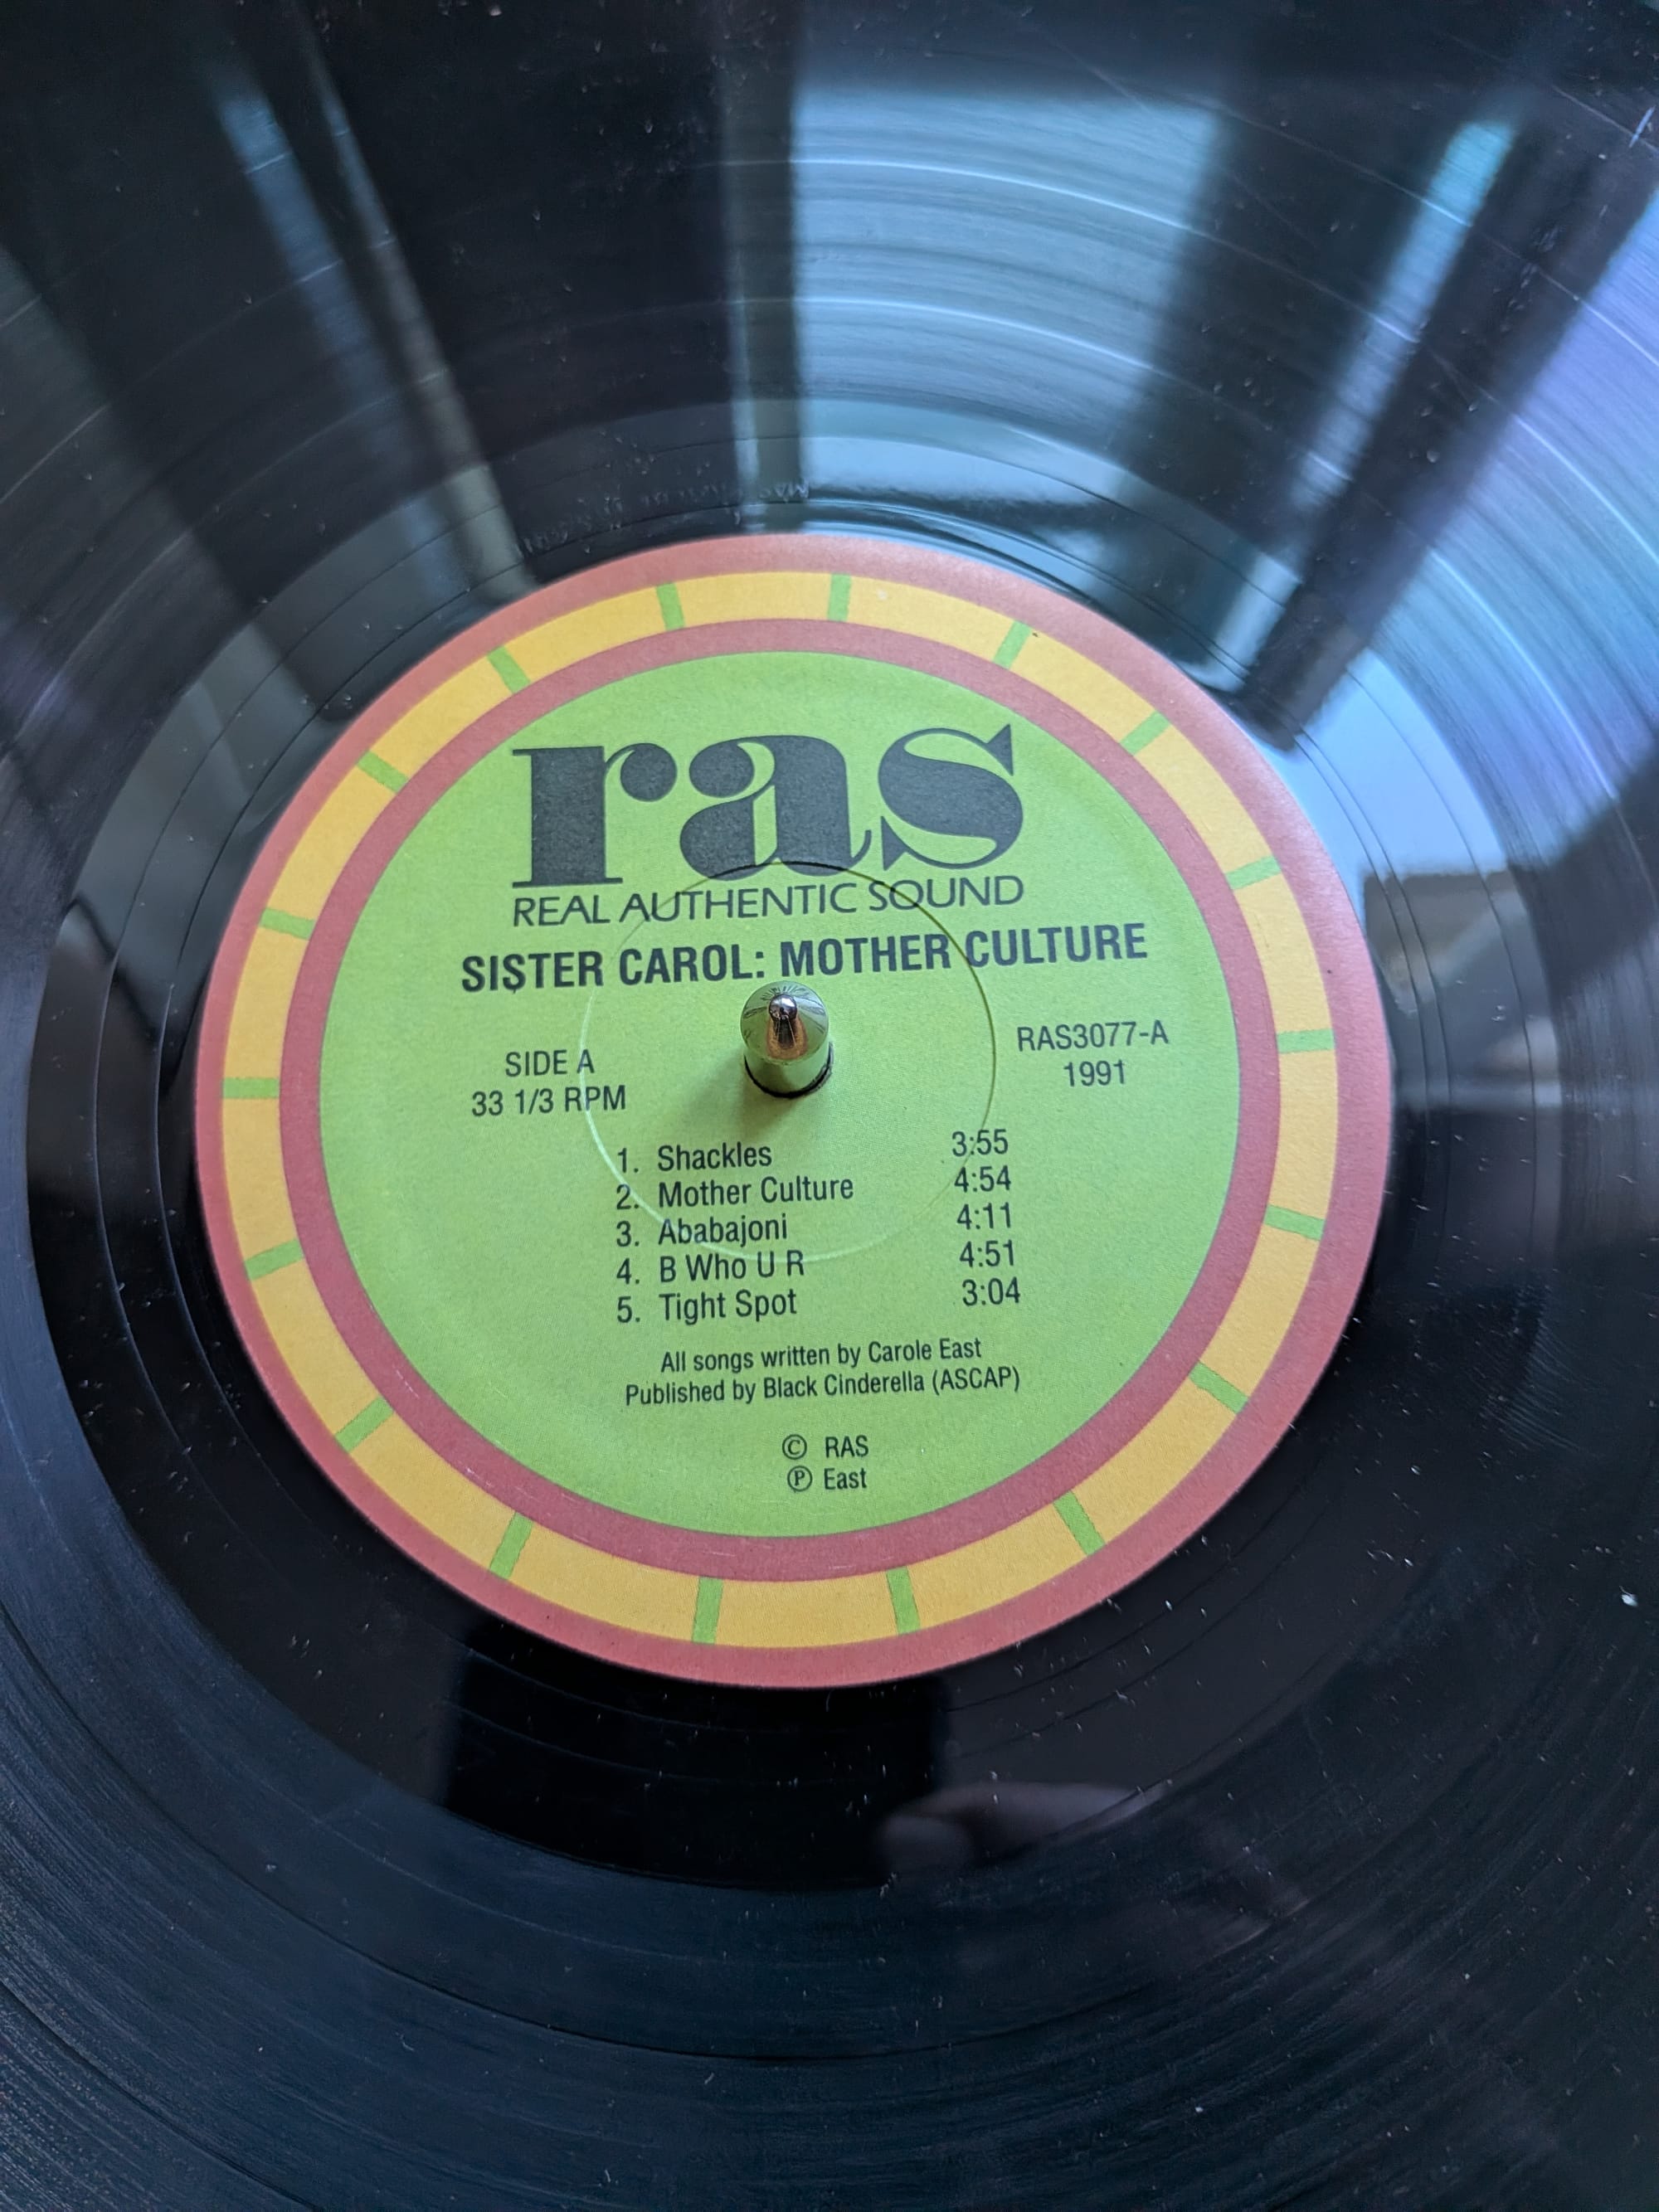 ras
REAL AUTHENTIC SOUND
SISTER CAROL: MOTHER CULTURE
SIDE A
33 1/3 RPM
RAS3077-A
1991
1. Shackles 3:55
2. Mother Culture 4:54
3. Ababajoni 4:11
4. B Who U R 4:51
5. Tight Spot 3:04
All songs written by Carole East
Published by Black Cinderella (ASCAP)
© RAS
℗ East